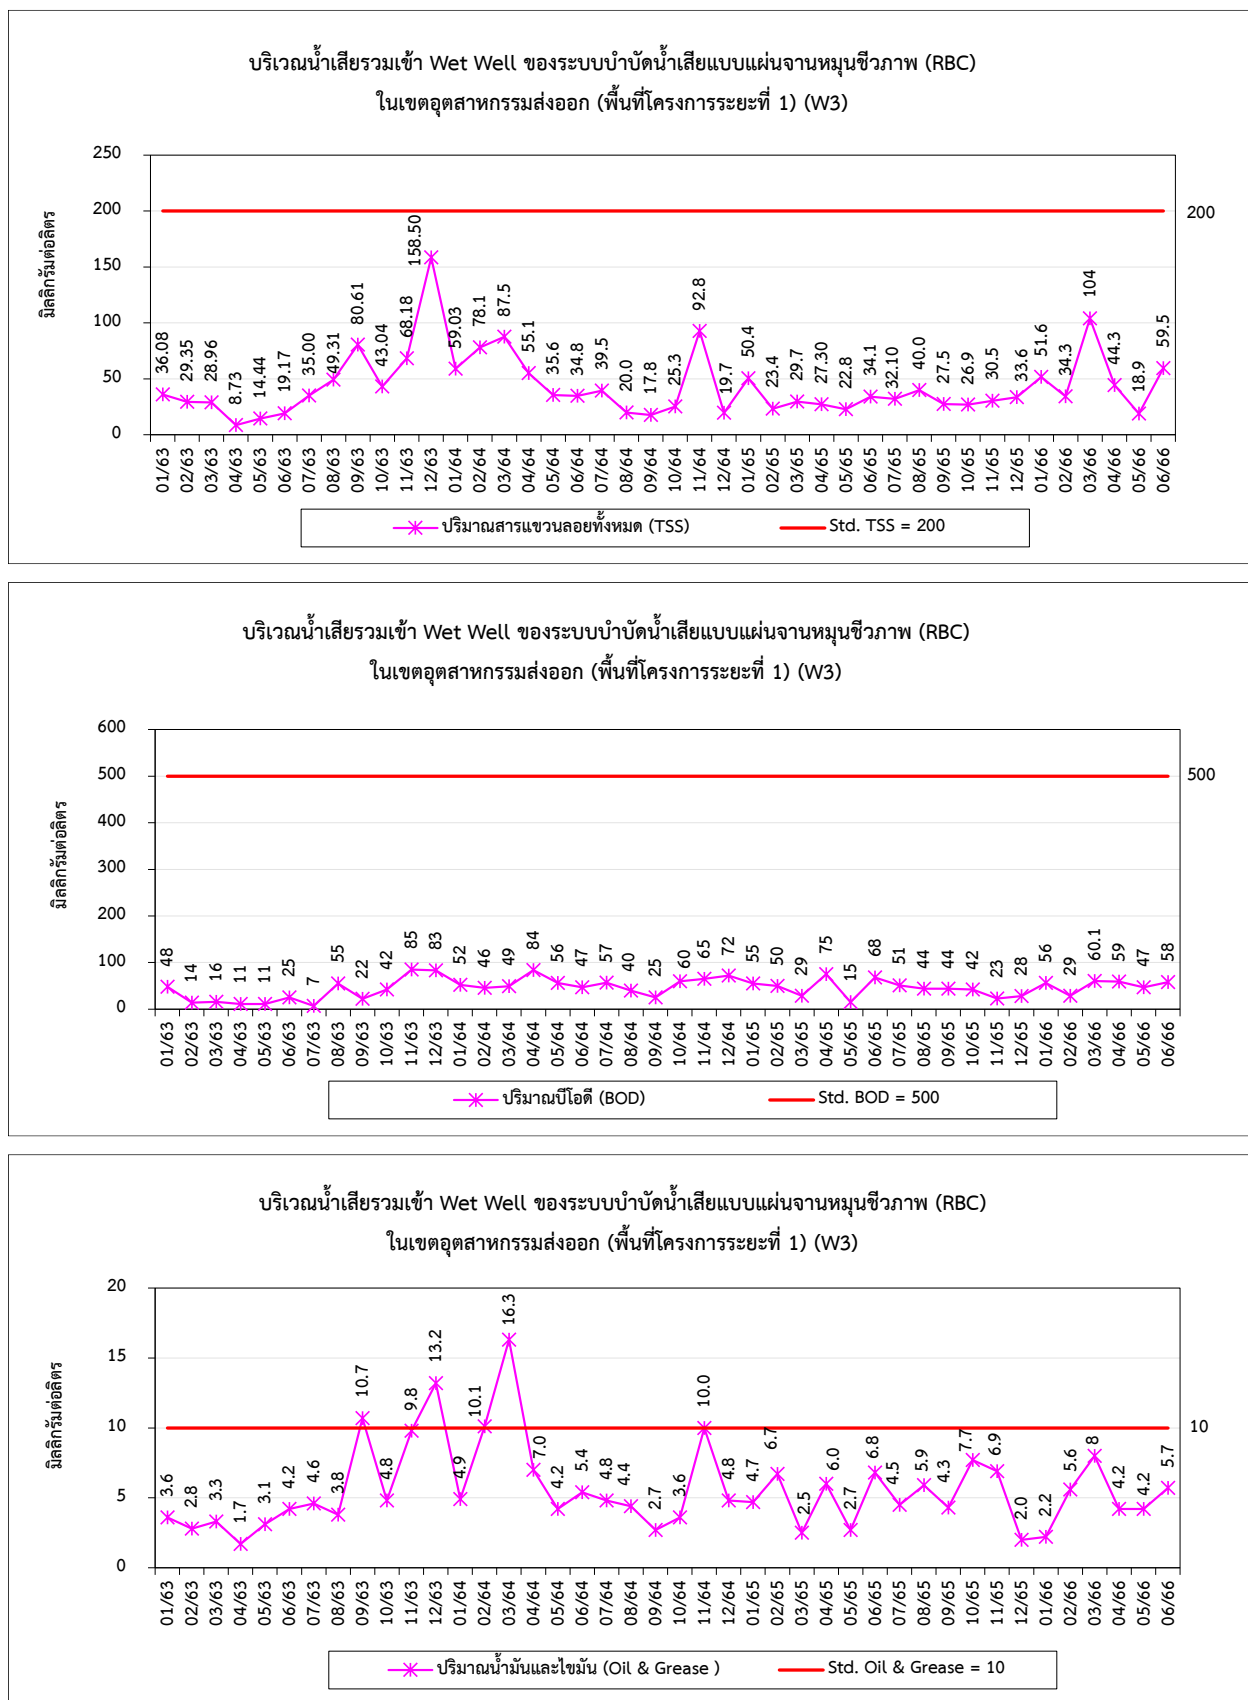 บริเวณน้ำเสียรวมเข้า Wet Well ของระบบบำบัดน้ำเสียแบบแผ่นจานหมุนชีวภาพ (RBC)
ในเขตอุตสาหกรรมส่งออก (พื้นที่โครงการระยะที่ 1) (W3)
มิลลิกรัมต่อลิตร
250
200
150
100
50
0
200
36.08 29.35 28.96 8.73 14.44 19.17 35.00 49.31 80.61 43.04 68.18 158.50 59.03 78.1 87.5 55.1 35.6 34.8 39.5 20.0 17.8 25.3 92.8 19.7 50.4 23.4 29.7 27.30 22.8 34.1 32.10 40.0 27.5 26.9 30.5 33.6 51.6 34.3 104 44.3 18.9 59.5
01/63 02/63 03/63 04/63 05/63 06/63 07/63 08/63 09/63 10/63 11/63 12/63 01/64 02/64 03/64 04/64 05/64 06/64 07/64 08/64 09/64 10/64 11/64 12/64 01/65 02/65 03/65 04/65 05/65 06/65 07/65 08/65 09/65 10/65 11/65 12/65 01/66 02/66 03/66 04/66 05/66 06/66
ปริมาณสารแขวนลอยทั้งหมด (TSS) Std. TSS = 200
บริเวณน้ำเสียรวมเข้า Wet Well ของระบบบำบัดน้ำเสียแบบแผ่นจานหมุนชีวภาพ (RBC)
ในเขตอุตสาหกรรมส่งออก (พื้นที่โครงการระยะที่ 1) (W3)
มิลลิกรัมต่อลิตร
600
500
400
300
200
100
0
500
48 14 16 11 11 25 7 55 22 42 85 83 52 46 49 84 56 47 57 40 25 60 65 72 55 50 29 75 15 68 51 44 44 42 23 28 56 29 60.1 59 47 58
01/63 02/63 03/63 04/63 05/63 06/63 07/63 08/63 09/63 10/63 11/63 12/63 01/64 02/64 03/64 04/64 05/64 06/64 07/64 08/64 09/64 10/64 11/64 12/64 01/65 02/65 03/65 04/65 05/65 06/65 07/65 08/65 09/65 10/65 11/65 12/65 01/66 02/66 03/66 04/66 05/66 06/66
ปริมาณบีโอดี (BOD) Std. BOD = 500
บริเวณน้ำเสียรวมเข้า Wet Well ของระบบบำบัดน้ำเสียแบบแผ่นจานหมุนชีวภาพ (RBC)
ในเขตอุตสาหกรรมส่งออก (พื้นที่โครงการระยะที่ 1) (W3)
มิลลิกรัมต่อลิตร
20
15
10
5
0
10
3.6 2.8 3.3 1.7 3.1 4.2 4.6 3.8 10.7 4.8 9.8 13.2 4.9 10.1 16.3 7.0 4.2 5.4 4.8 4.4 2.7 3.6 10.0 4.8 4.7 6.7 2.5 6.0 2.7 6.8 4.5 5.9 4.3 7.7 6.9 2.0 2.2 5.6 8 4.2 4.2 5.7
01/63 02/63 03/63 04/63 05/63 06/63 07/63 08/63 09/63 10/63 11/63 12/63 01/64 02/64 03/64 04/64 05/64 06/64 07/64 08/64 09/64 10/64 11/64 12/64 01/65 02/65 03/65 04/65 05/65 06/65 07/65 08/65 09/65 10/65 11/65 12/65 01/66 02/66 03/66 04/66 05/66 06/66
ปริมาณน้ำมันและไขมัน (Oil & Grease ) Std. Oil & Grease = 10